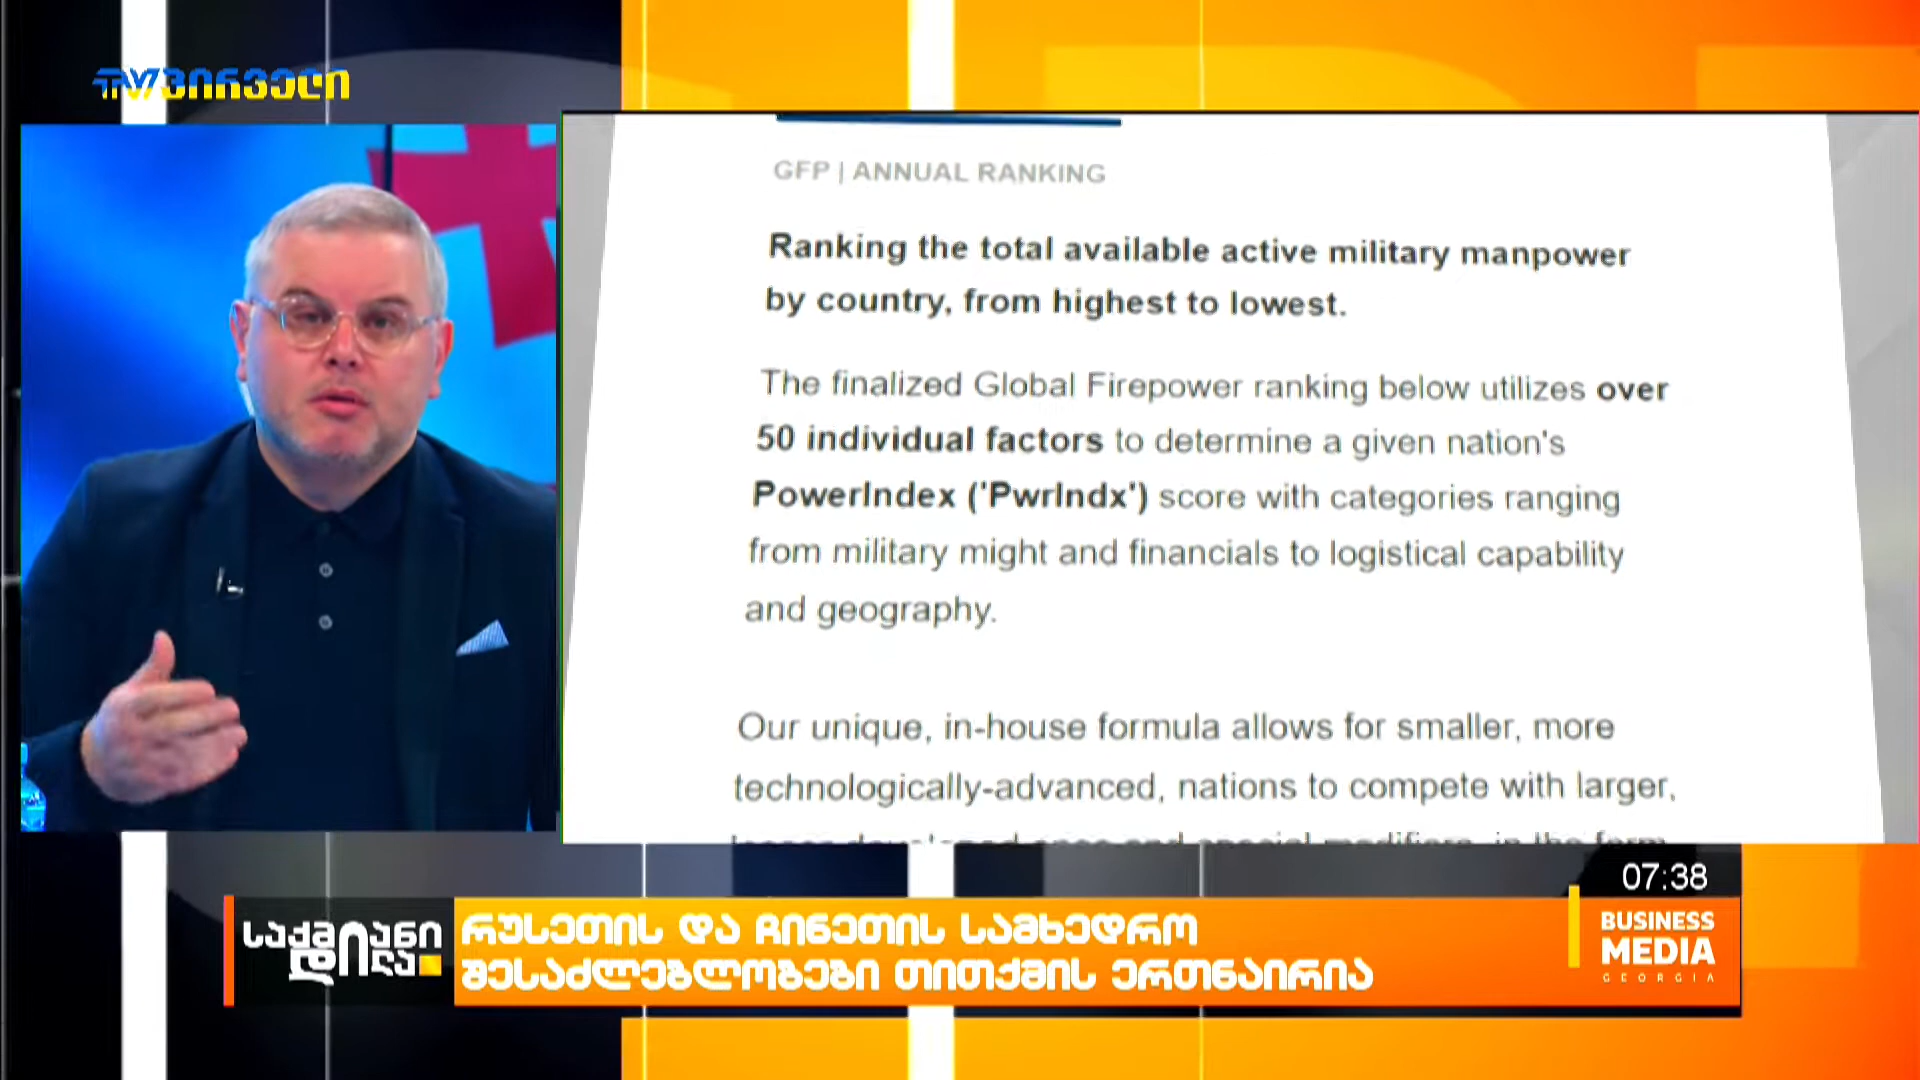 TV პირველი
GFP | ANNUAL RANKING
Ranking the total available active military manpower
by country, from highest to lowest.
The finalized Global Firepower ranking below utilizes over
50 individual factors to determine a given nation's
PowerIndex ('PwrIndx') score with categories ranging
from military might and financials to logistical capability
and geography.
Our unique, in-house formula allows for smaller, more
technologically-advanced, nations to compete with larger,
07:38
საქმიანი
დილა
რუსეთის და ჩინეთის სამხედრო
შესაძლებლობები თითქმის ერთნაირია
BUSINESS
MEDIA
GEORGIA